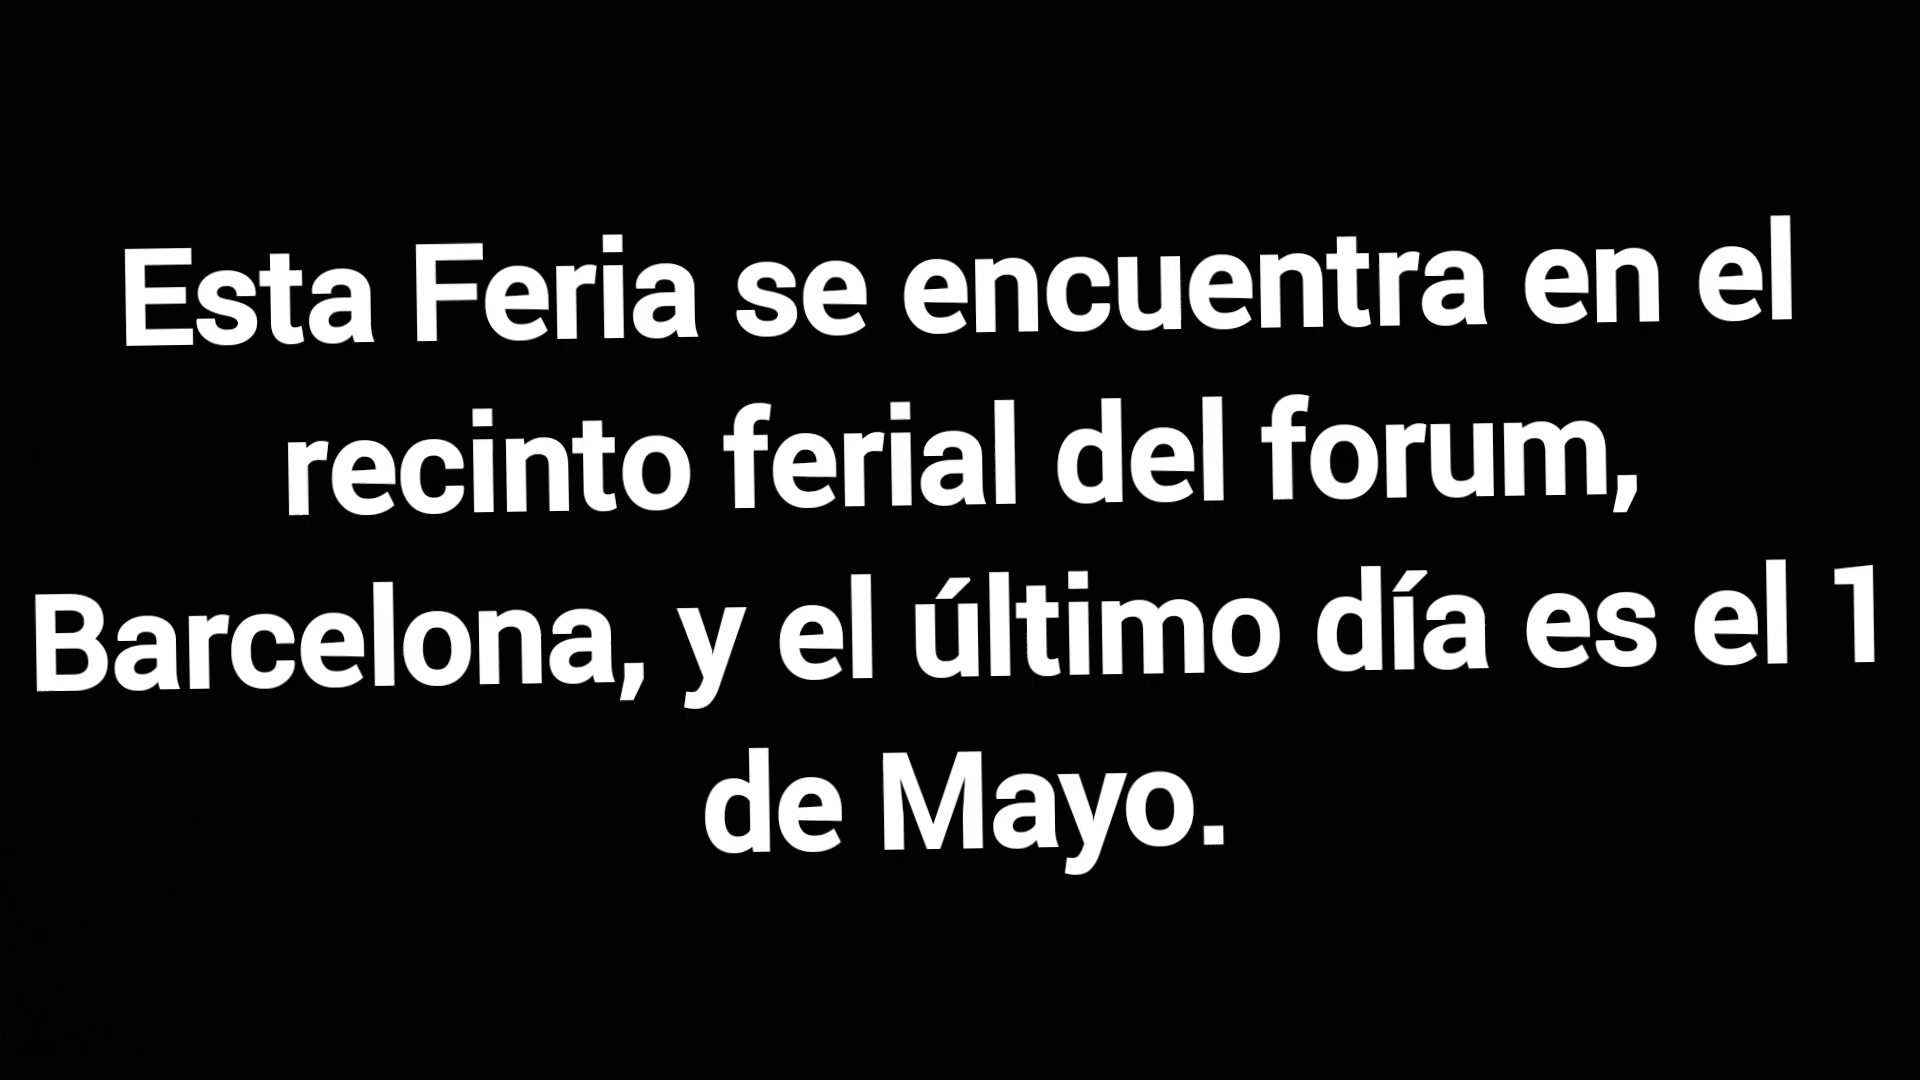 Esta Feria se encuentra en el
recinto ferial del forum,
Barcelona, y el último día es el 1
de Mayo.